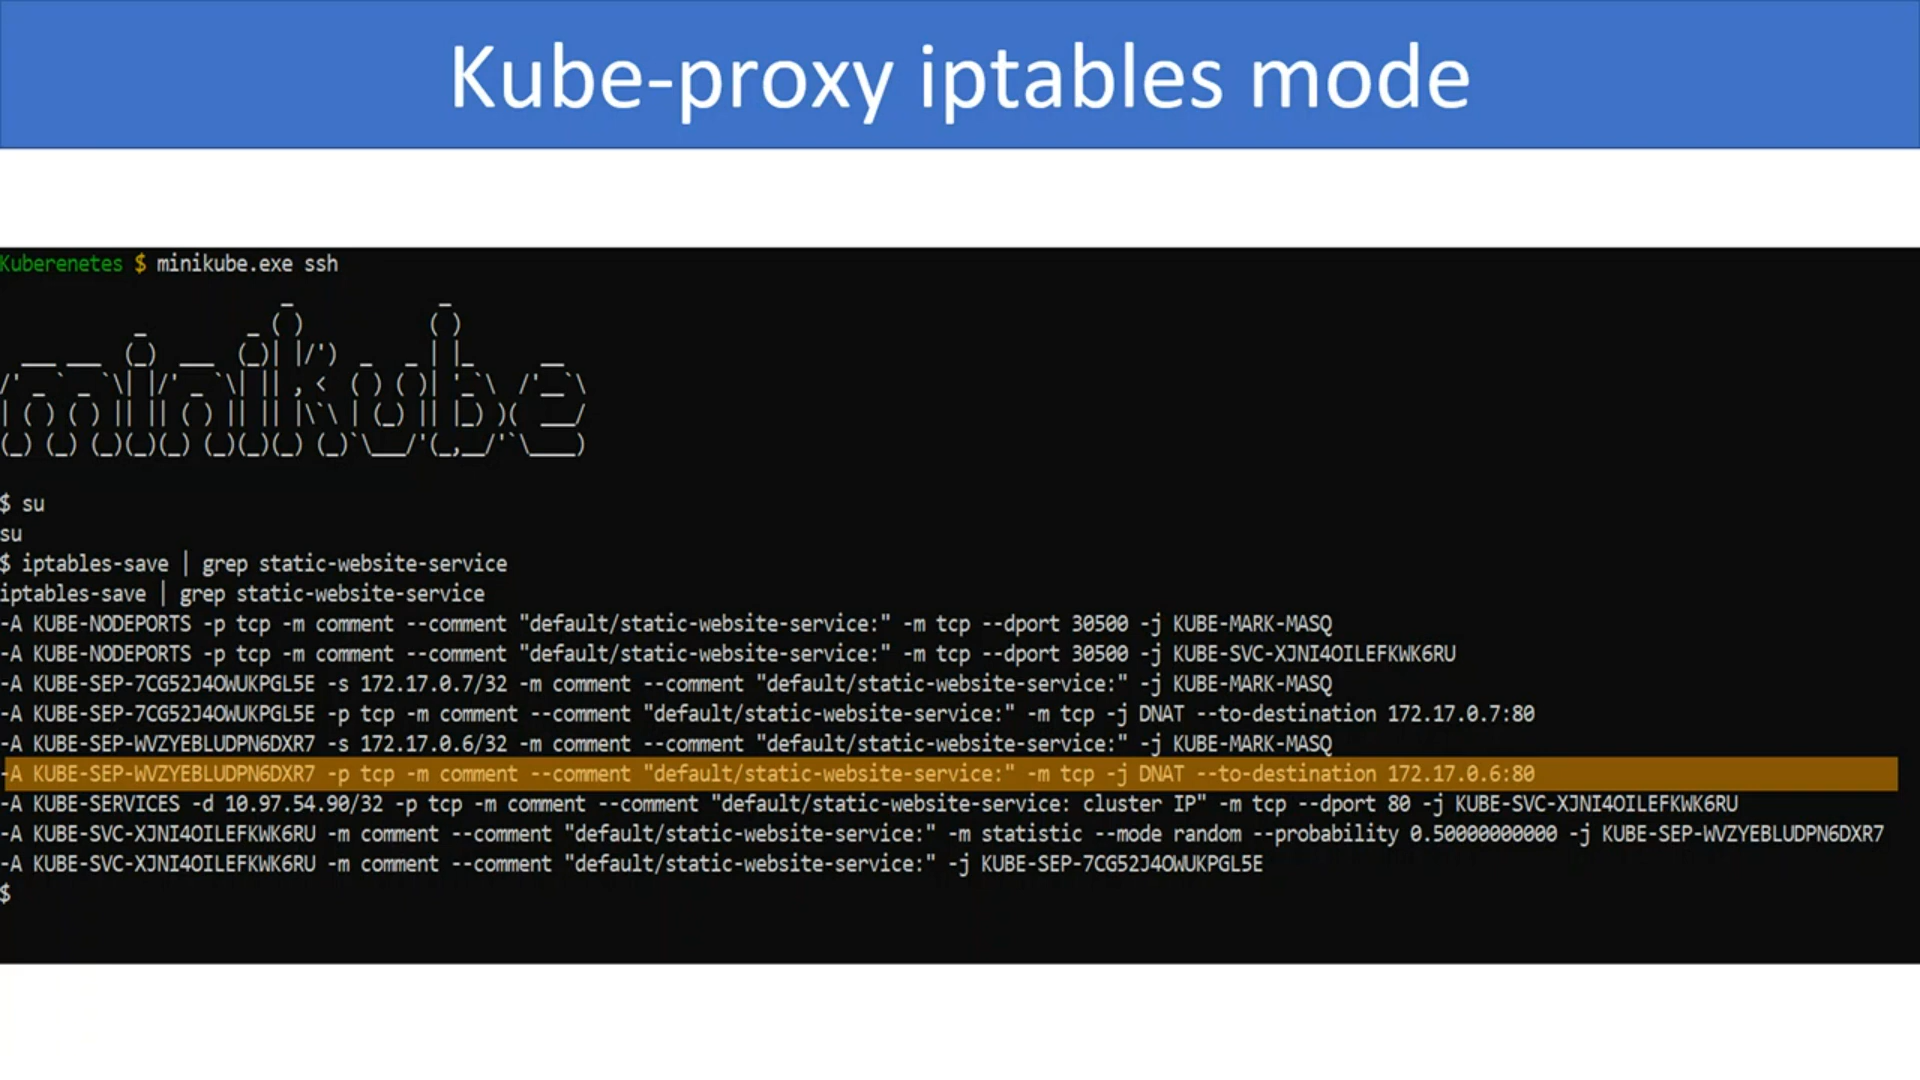 Kube-proxy iptables mode
Kuberenetes $ minikube.exe ssh
$ su
su
$ iptables-save | grep static-website-service
iptables-save | grep static-website-service
-A KUBE-NODEPORTS -p tcp -m comment --comment "default/static-website-service:" -m tcp --dport 30500 -j KUBE-MARK-MASQ
-A KUBE-NODEPORTS -p tcp -m comment --comment "default/static-website-service:" -m tcp --dport 30500 -j KUBE-SVC-XJNI4OILEFKWK6RU
-A KUBE-SEP-7CG52J4OWUKPGL5E -s 172.17.0.7/32 -m comment --comment "default/static-website-service:" -j KUBE-MARK-MASQ
-A KUBE-SEP-7CG52J4OWUKPGL5E -p tcp -m comment --comment "default/static-website-service:" -m tcp -j DNAT --to-destination 172.17.0.7:80
-A KUBE-SEP-WVZYEBLUDPN6DXR7 -s 172.17.0.6/32 -m comment --comment "default/static-website-service:" -j KUBE-MARK-MASQ
-A KUBE-SEP-WVZYEBLUDPN6DXR7 -p tcp -m comment --comment "default/static-website-service:" -m tcp -j DNAT --to-destination 172.17.0.6:80
-A KUBE-SERVICES -d 10.97.54.90/32 -p tcp -m comment --comment "default/static-website-service: cluster IP" -m tcp --dport 80 -j KUBE-SVC-XJNI4OILEFKWK6RU
-A KUBE-SVC-XJNI4OILEFKWK6RU -m comment --comment "default/static-website-service:" -m statistic --mode random --probability 0.50000000000 -j KUBE-SEP-WVZYEBLUDPN6DXR7
-A KUBE-SVC-XJNI4OILEFKWK6RU -m comment --comment "default/static-website-service:" -j KUBE-SEP-7CG52J4OWUKPGL5E
$